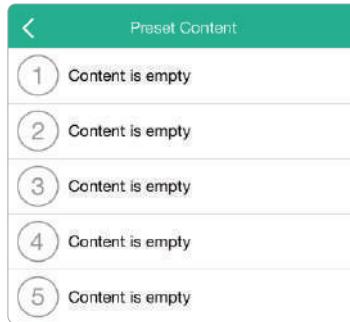 Preset Content
1 Content is empty
2 Content is empty
3 Content is empty
4 Content is empty
5 Content is empty